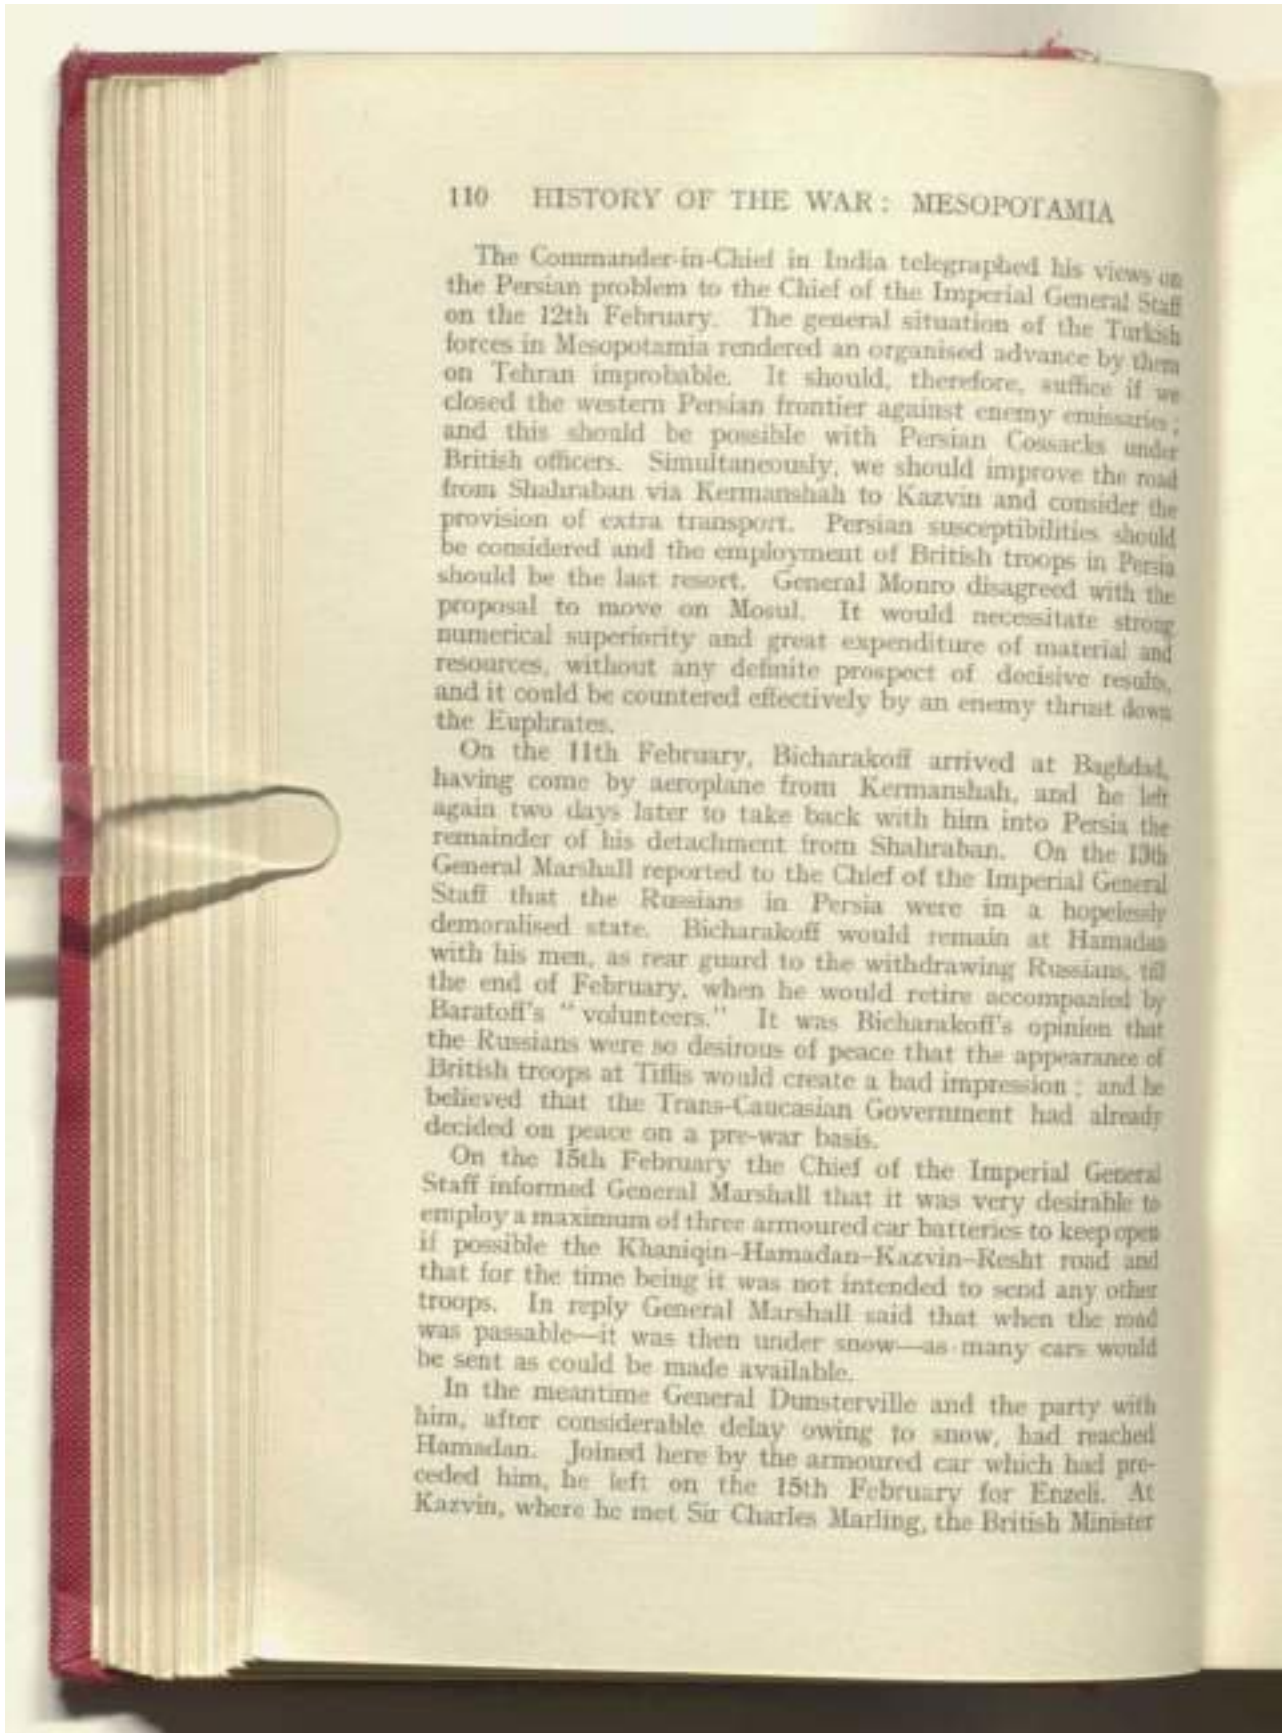 110 HISTORY OF THE WAR: MESOPOTAMIA
The Commander-in-Chief in India telegraphed his views on
the Persian problem to the Chief of the Imperial General Staff
on the 12th February. The general situation of the Turkish
forces in Mesopotamia rendered an organised advance by them
on Tehran improbable. It should, therefore, suffice if we
closed the western Persian frontier against enemy emissaries;
and this should be possible with Persian Cossacks under
British officers. Simultaneously, we should improve the road
from Shahraban via Kermanshah to Kazvin and consider the
provision of extra transport. Persian susceptibilities should
be considered and the employment of British troops in Persia
should be the last resort. General Monro disagreed with the
proposal to move on Mosul. It would necessitate strong
numerical superiority and great expenditure of material and
resources, without any definite prospect of decisive results,
and it could be countered effectively by an enemy thrust down
the Euphrates.
On the 11th February, Bicharakoff arrived at Baghdad,
having come by aeroplane from Kermanshah, and he left
again two days later to take back with him into Persia the
remainder of his detachment from Shahraban. On the 13th
General Marshall reported to the Chief of the Imperial General
Staff that the Russians in Persia were in a hopelessly
demoralised state. Bicharakoff would remain at Hamadan
with his men, as rear guard to the withdrawing Russians, till
the end of February, when he would retire accompanied by
Baratoff's "volunteers." It was Bicharakoff's opinion that
the Russians were so desirous of peace that the appearance of
British troops at Tiflis would create a bad impression; and he
believed that the Trans-Caucasian Government had already
decided on peace on a pre-war basis.
On the 15th February the Chief of the Imperial General
Staff informed General Marshall that it was very desirable to
employ a maximum of three armoured car batteries to keep open
if possible the Khaniqin–Hamadan–Kazvin–Resht road and
that for the time being it was not intended to send any other
troops. In reply General Marshall said that when the road
was passable—it was then under snow—as many cars would
be sent as could be made available.
In the meantime General Dunsterville and the party with
him, after considerable delay owing to snow, had reached
Hamadan. Joined here by the armoured car which had pre-
ceded him, he left on the 15th February for Enzeli. At
Kazvin, where he met Sir Charles Marling, the British Minister